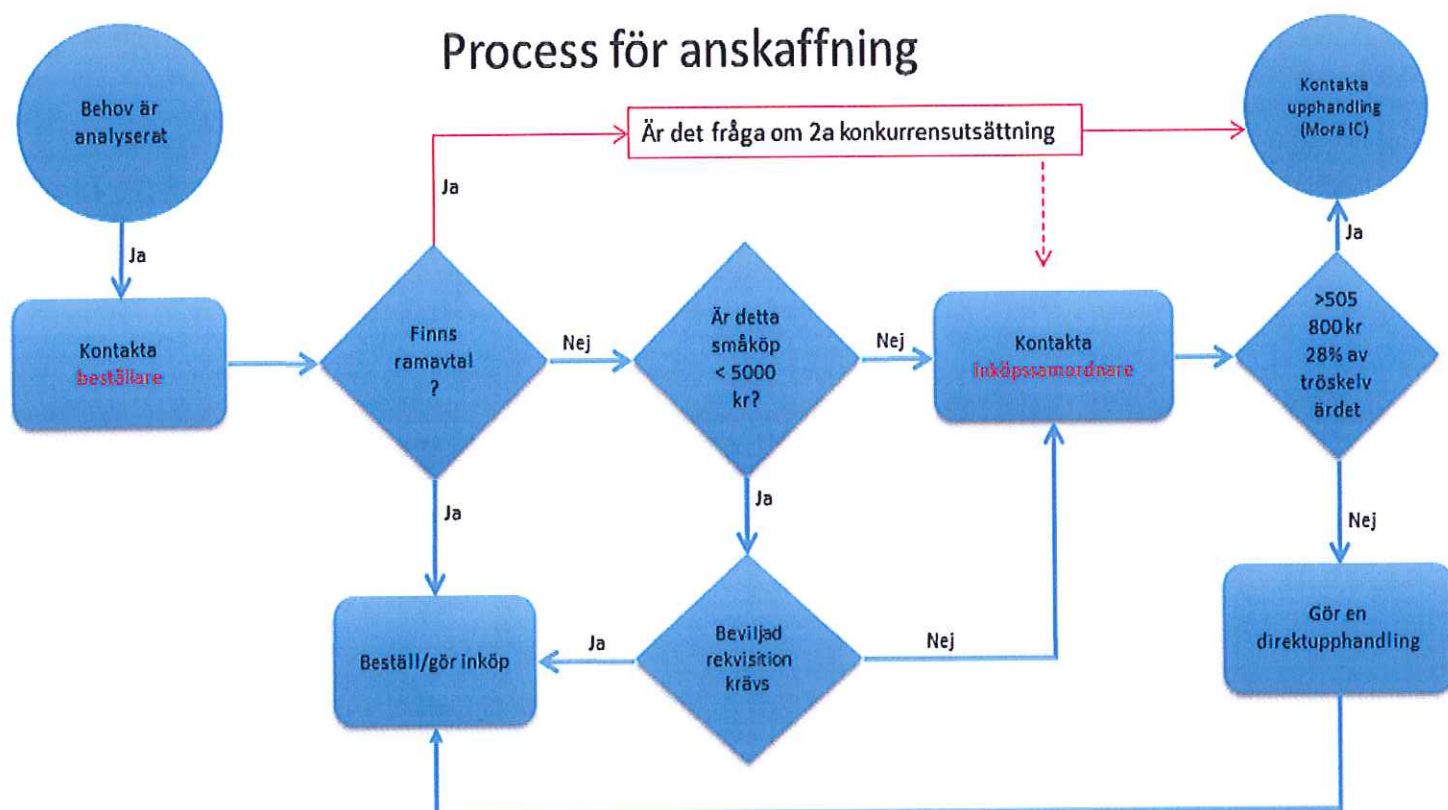 Process för anskaffning
Behov är
analyserat
Ja
Kontakta
beställare
Är det fråga om 2a konkurrensutsättning
Ja
Kontakta
upphandling
(Mora IC)
Ja
Finns
ramavtal
?
Nej
Är detta
småköp
< 5000
kr?
Nej
Kontakta
inköpssamordnare
>505
800 kr
28% av
tröskelv
ärdet
Ja
Ja
Nej
Beställ/gör inköp
Ja
Beviljad
rekvisition
krävs
Nej
Gör en
direktupphandling